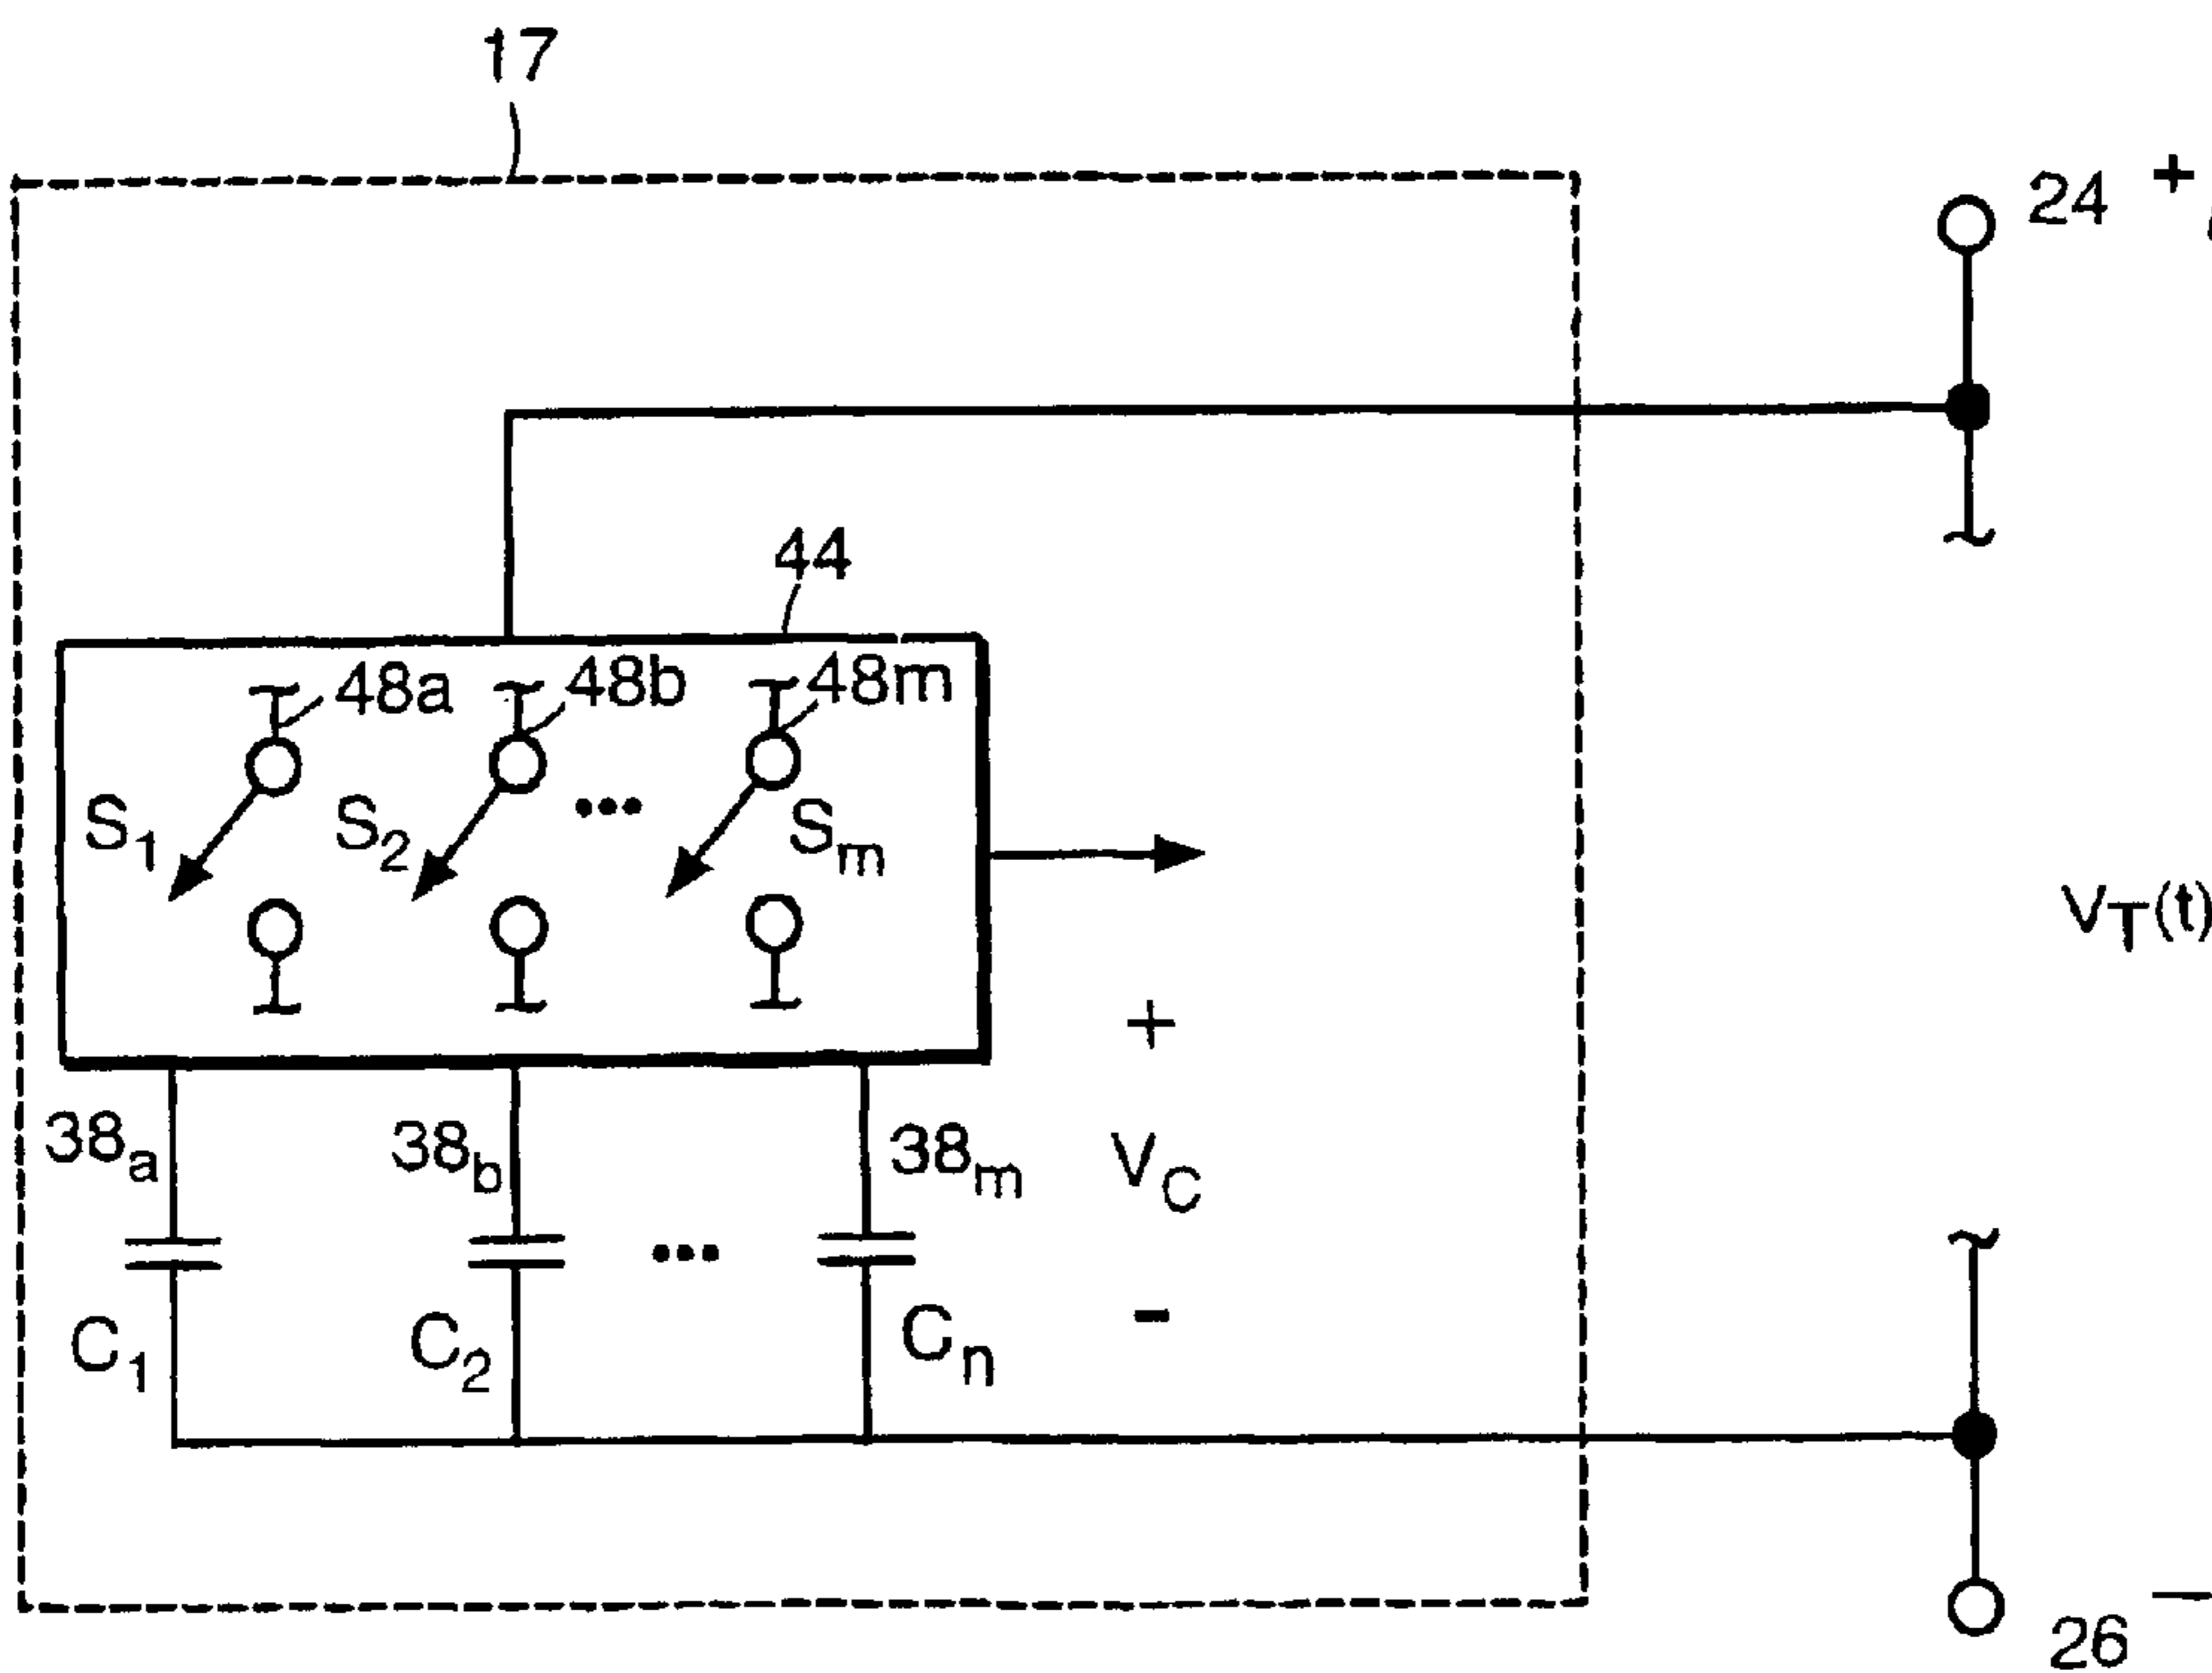 17
24 +
44
48a 48b 48m
S1 S2 ... Sm
VT(t)
+
38a 38b 38m
VC
...
-
C1 C2 Cn
26 –